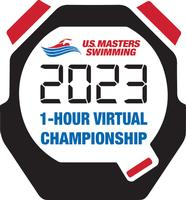 U.S. MASTERS
SWIMMING
2023
1-HOUR VIRTUAL
CHAMPIONSHIP